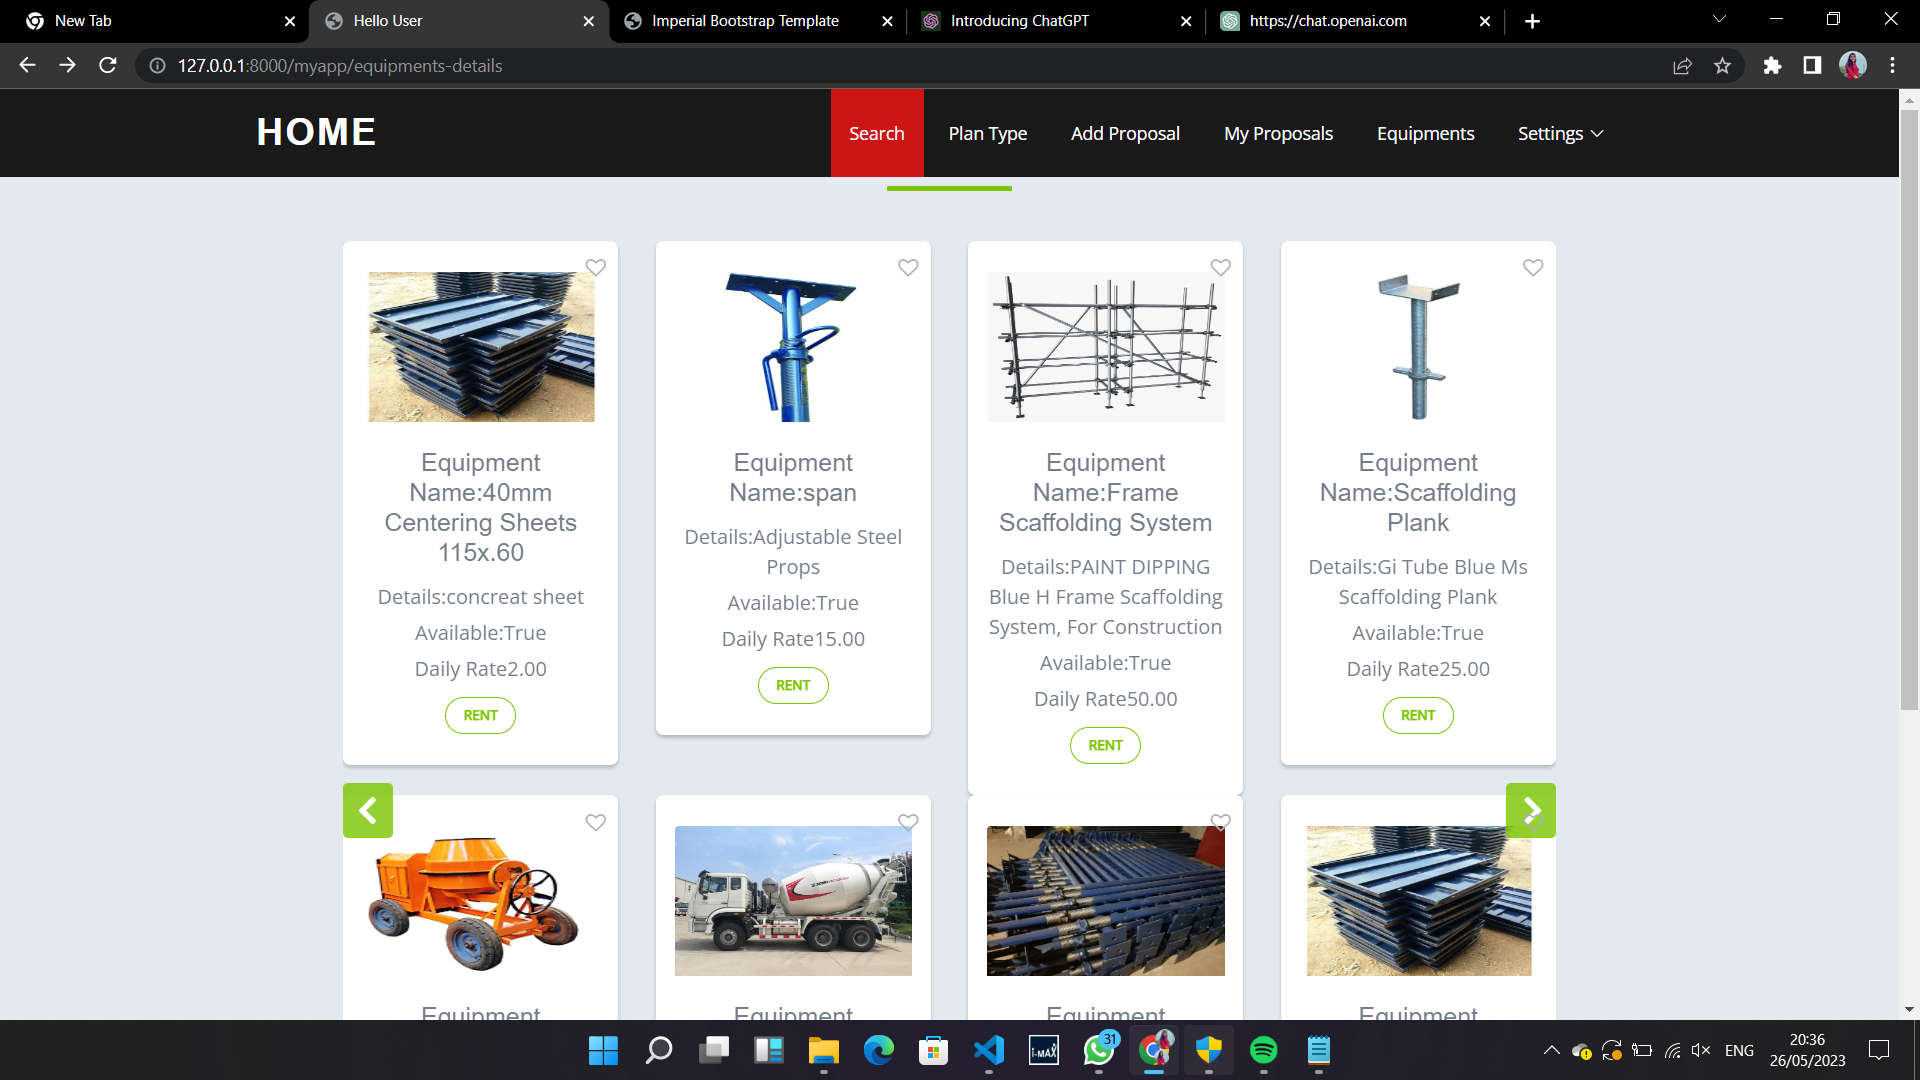 New Tab
Hello User
Imperial Bootstrap Template
Introducing ChatGPT
https://chat.openai.com
127.0.0.1:8000/myapp/equipments-details
HOME
Search
Plan Type
Add Proposal
My Proposals
Equipments
Settings
Equipment
Name:40mm
Centering Sheets
115x.60
Details:concreat sheet
Available:True
Daily Rate2.00
RENT
Equipment
Name:span
Details:Adjustable Steel
Props
Available:True
Daily Rate15.00
RENT
Equipment
Name:Frame
Scaffolding System
Details:PAINT DIPPING
Blue H Frame Scaffolding
System, For Construction
Available:True
Daily Rate50.00
RENT
Equipment
Name:Scaffolding
Plank
Details:Gi Tube Blue Ms
Scaffolding Plank
Available:True
Daily Rate25.00
RENT
Equipment
Equipment
Equipment
Equipment
i-MAX
31
ENG
20:36
26/05/2023